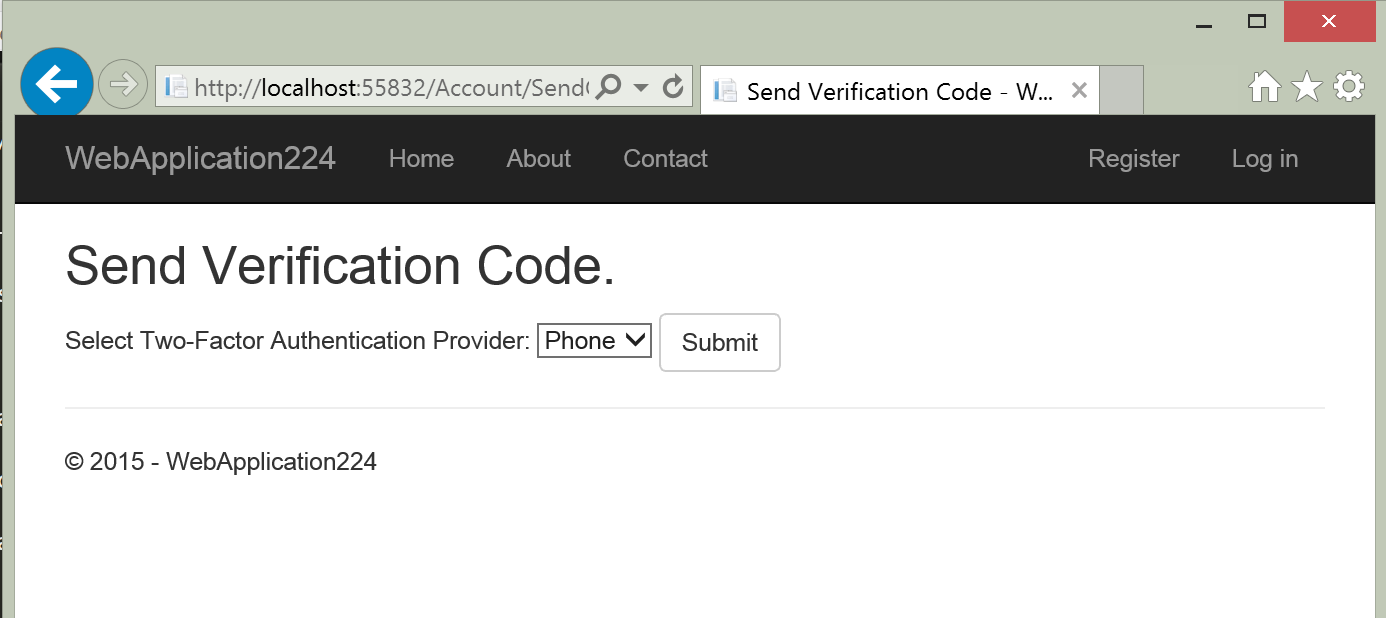 http://localhost:55832/Account/Send
Send Verification Code - W...
WebApplication224 Home About Contact Register Log in
Send Verification Code.
Select Two-Factor Authentication Provider: Phone Submit
© 2015 - WebApplication224